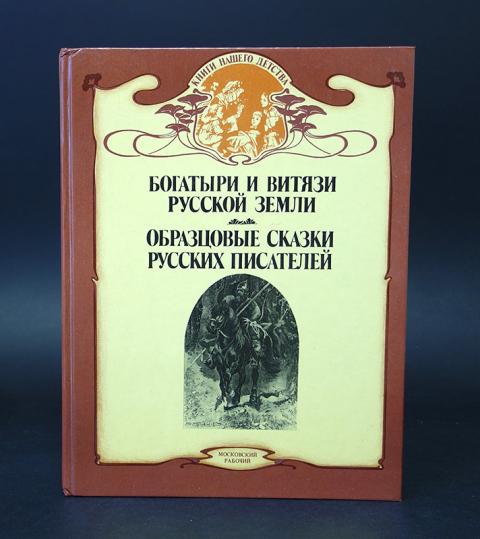 КНИГИ НАШЕГО ДЕТСТВА
БОГАТЫРИ И ВИТЯЗИ
РУССКОЙ ЗЕМЛИ
ОБРАЗЦОВЫЕ СКАЗКИ
РУССКИХ ПИСАТЕЛЕЙ
МОСКОВСКИЙ
РАБОЧИЙ